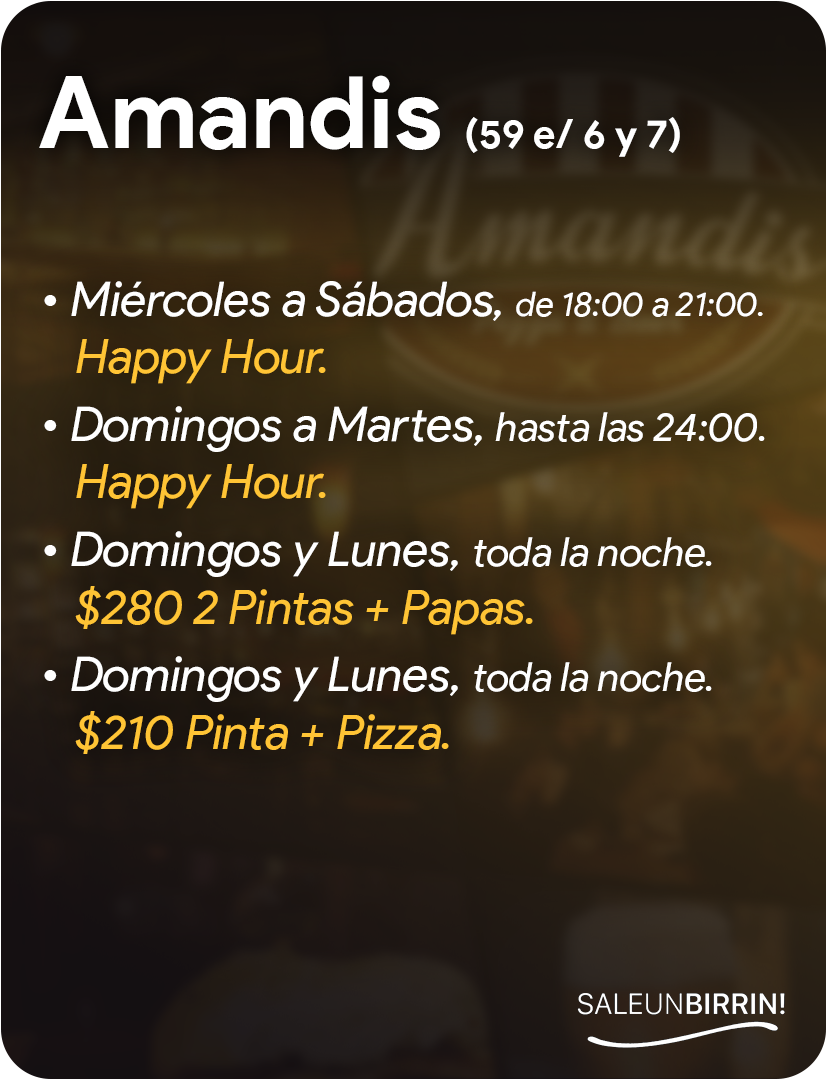 Amandis (59 e/ 6 y 7)
Amandis
• Miércoles a Sábados, de 18:00 a 21:00.
Happy Hour.
• Domingos a Martes, hasta las 24:00.
Happy Hour.
• Domingos y Lunes, toda la noche.
$280 2 Pintas + Papas.
• Domingos y Lunes, toda la noche.
$210 Pinta + Pizza.
SALEUNBIRRIN!